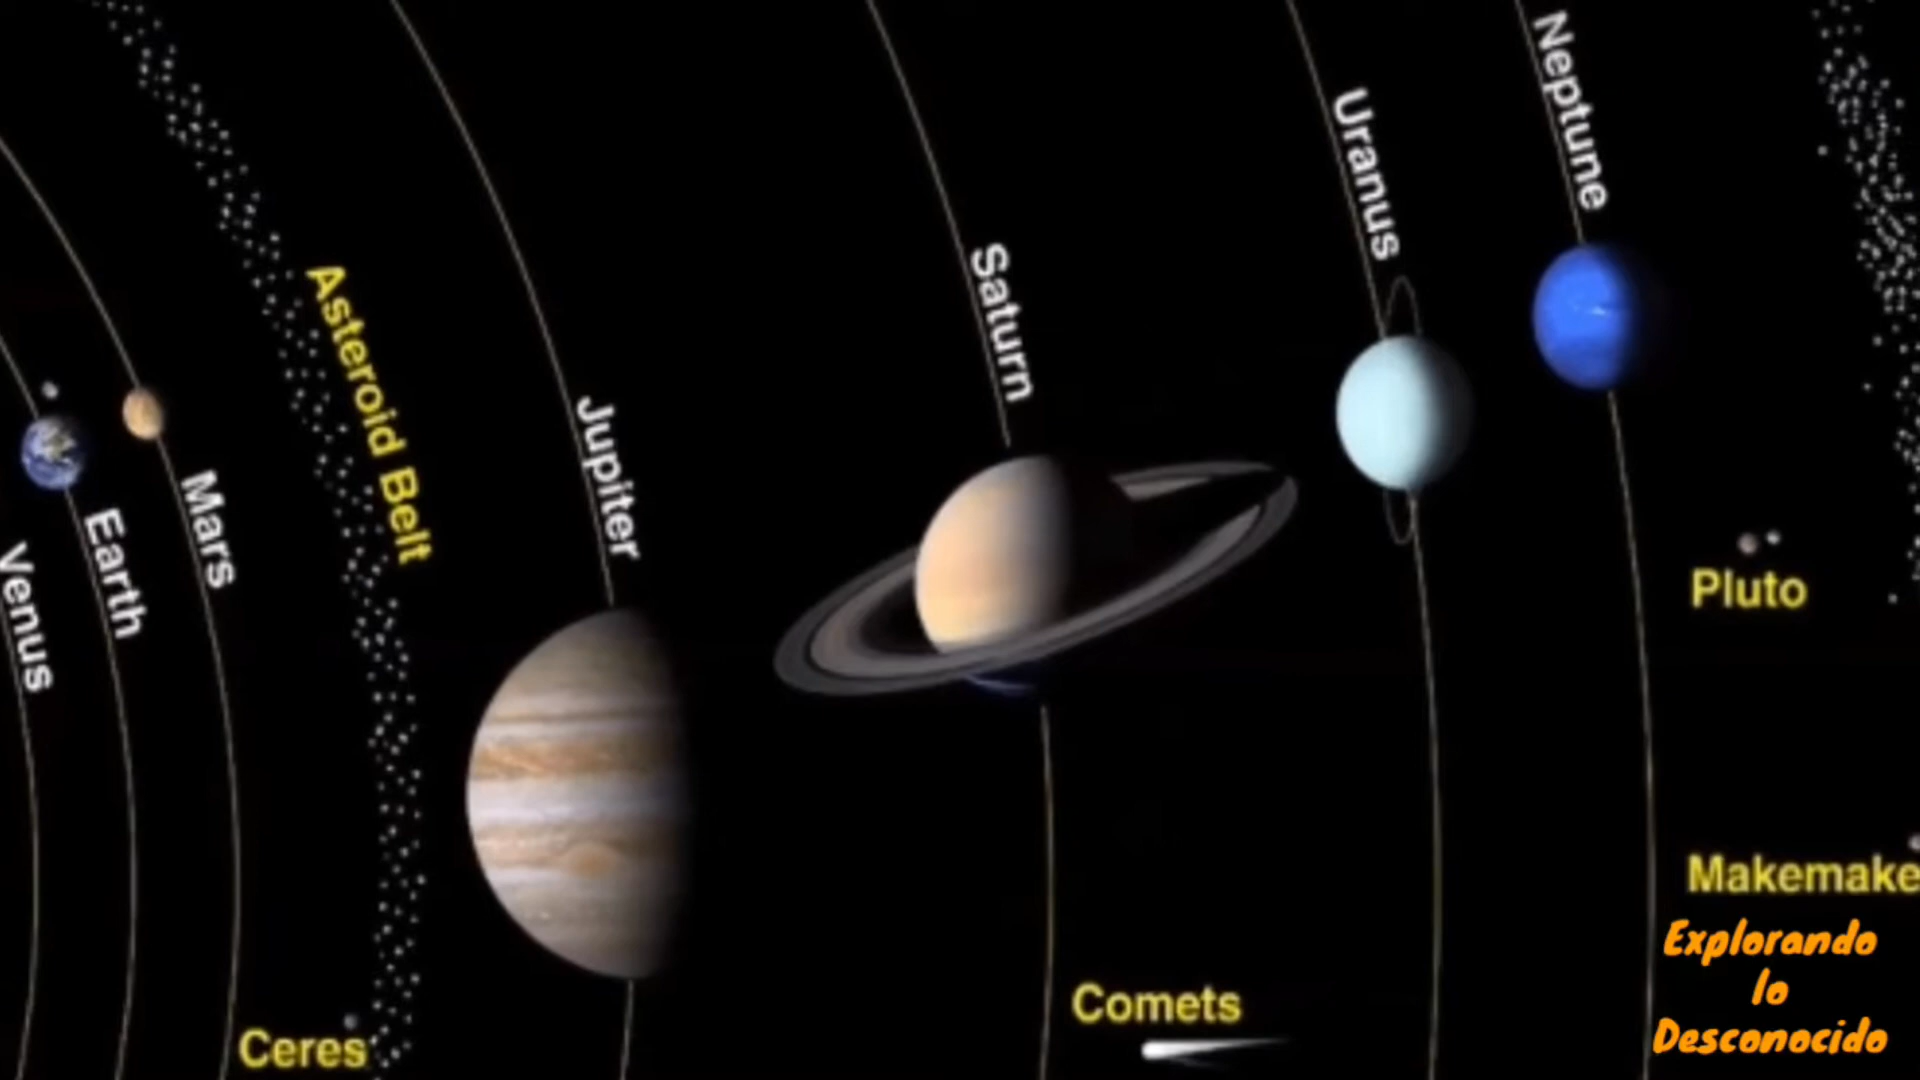 Neptune
Uranus
Saturn
Asteroid Belt
Jupiter
Mars
Earth
Venus
Pluto
Makemake
Ceres
Comets
Explorando
lo
Desconocido